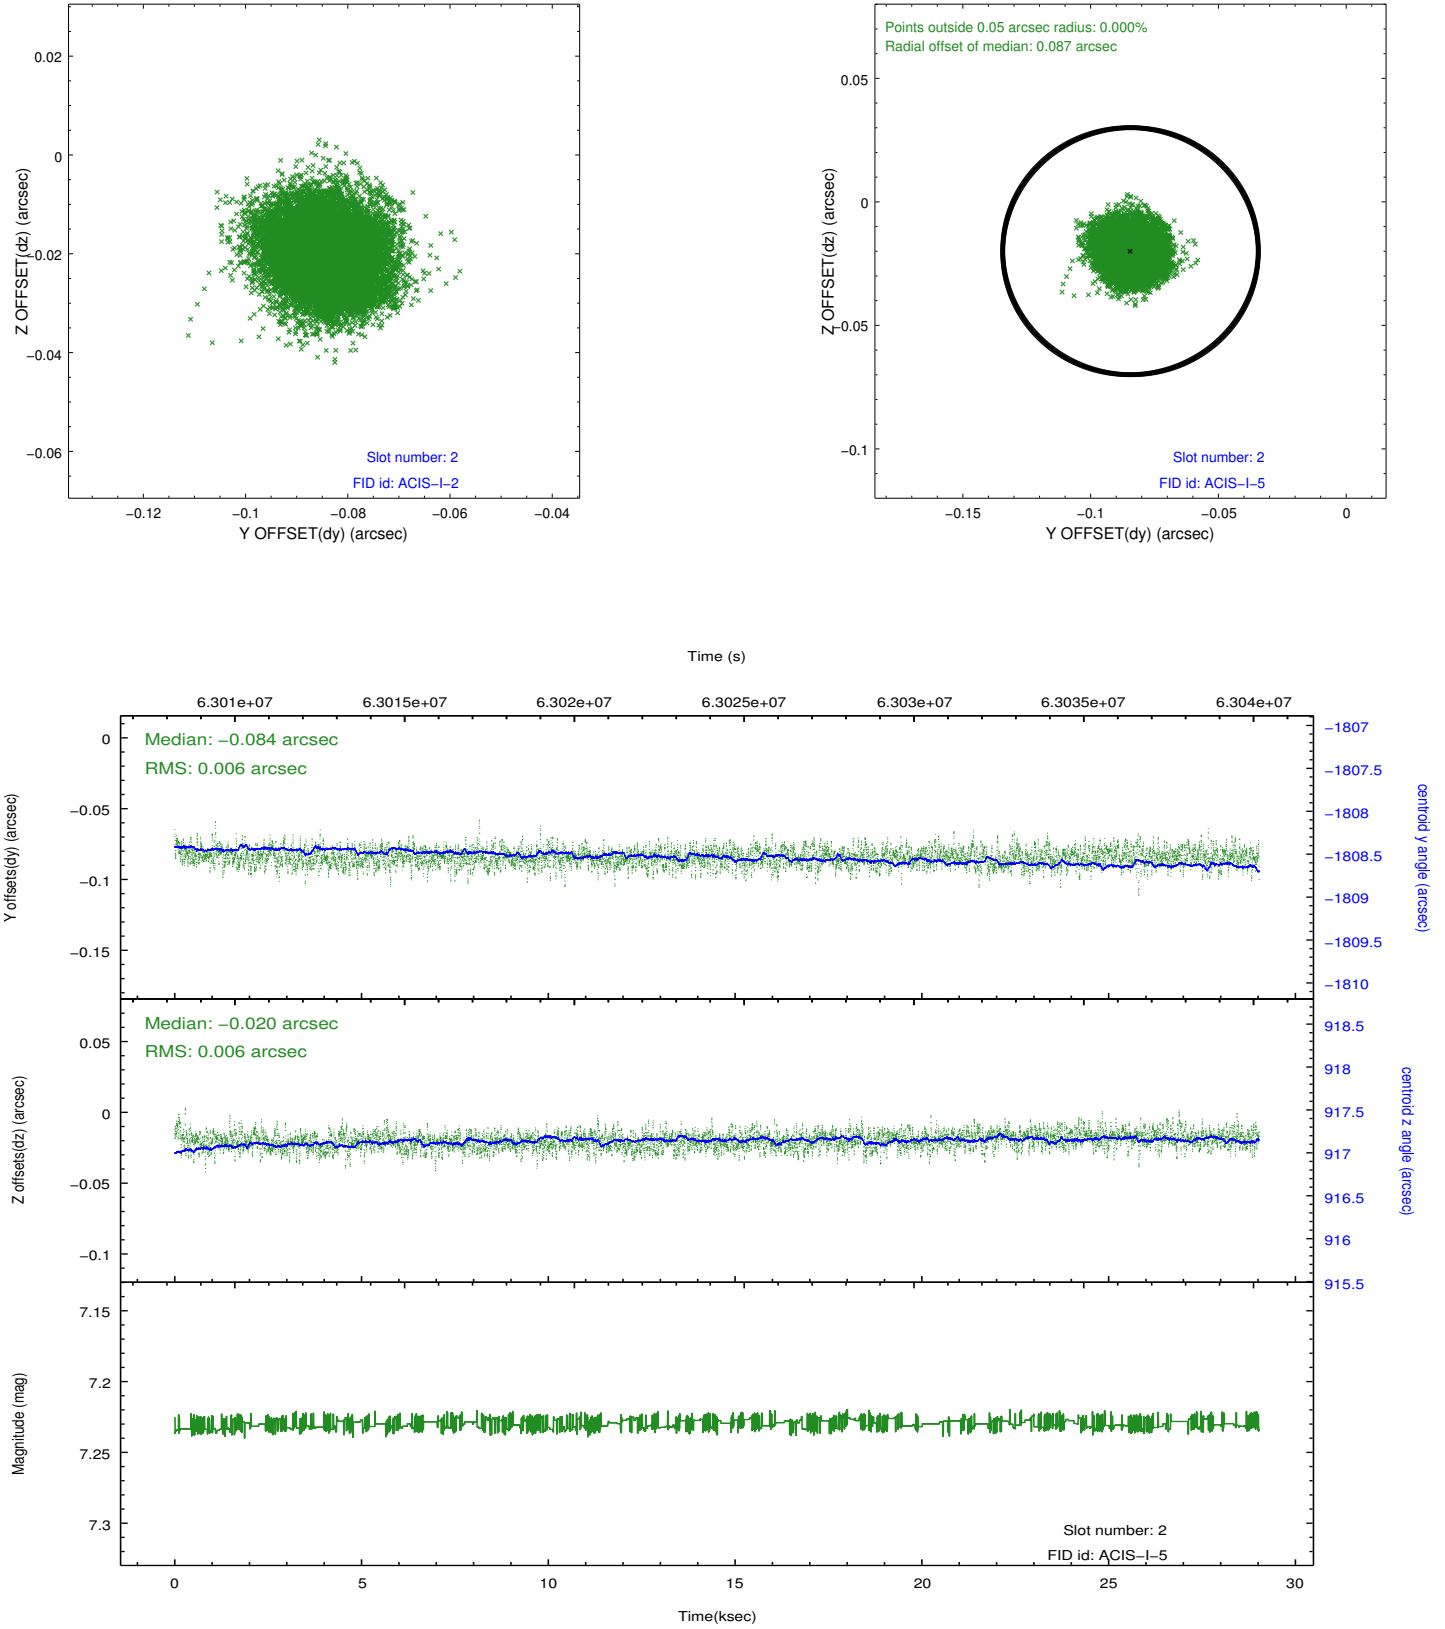 0.02
0
−0.02
−0.04
−0.06
Z OFFSET(dz) (arcsec)
Slot number: 2
FID id: ACIS−I−2
−0.12
−0.1
−0.08
−0.06
−0.04
Y OFFSET(dy) (arcsec)
Points outside 0.05 arcsec radius: 0.000%
Radial offset of median: 0.087 arcsec
0.05
0
−0.05
−0.1
Z OFFSET(dz) (arcsec)
Slot number: 2
FID id: ACIS−I−5
−0.15
−0.1
−0.05
0
Y OFFSET(dy) (arcsec)
Time (s)
6.301e+07
6.3015e+07
6.302e+07
6.3025e+07
6.303e+07
6.3035e+07
6.304e+07
Median: −0.084 arcsec
RMS: 0.006 arcsec
0
−0.05
−0.1
−0.15
Y offsets(dy) (arcsec)
−1807
−1807.5
−1808
−1808.5
−1809
−1809.5
−1810
centroid y angle (arcsec)
Median: −0.020 arcsec
RMS: 0.006 arcsec
0.05
0
−0.05
−0.1
Z offsets(dz) (arcsec)
918.5
918
917.5
917
916.5
916
915.5
centroid z angle (arcsec)
7.15
7.2
7.25
7.3
Magnitude (mag)
Slot number: 2
FID id: ACIS−I−5
0
5
10
15
20
25
30
Time(ksec)